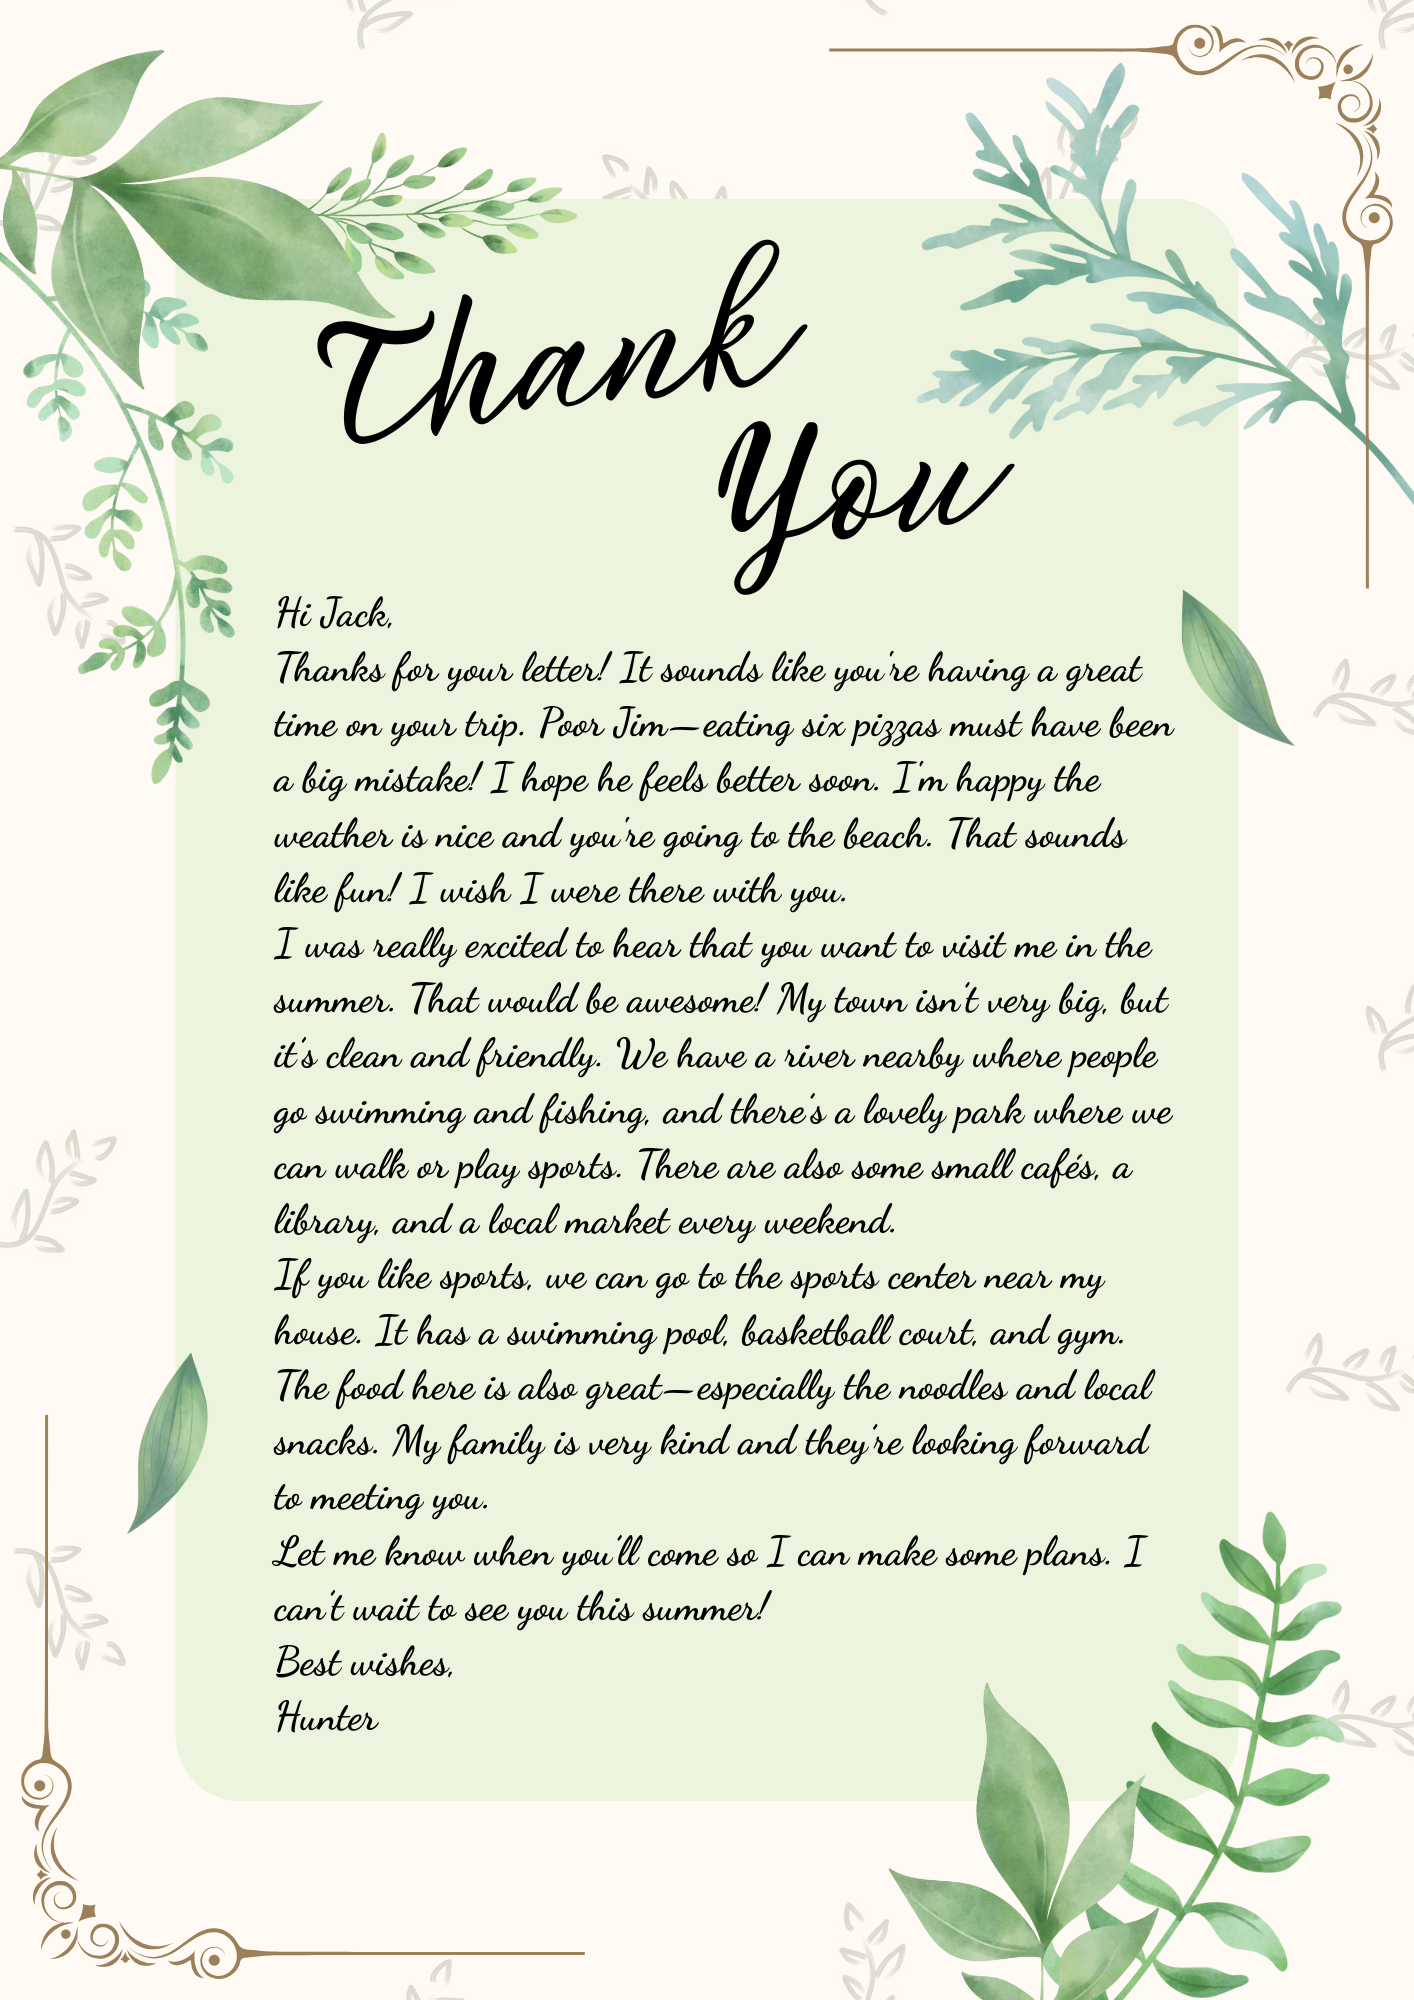 Thank
You
Hi Jack,
Thanks for your letter! It sounds like you're having a great
time on your trip. Poor Jim—eating six pizzas must have been
a big mistake! I hope he feels better soon. I'm happy the
weather is nice and you're going to the beach. That sounds
like fun! I wish I were there with you.
I was really excited to hear that you want to visit me in the
summer. That would be awesome! My town isn't very big, but
it's clean and friendly. We have a river nearby where people
go swimming and fishing, and there's a lovely park where we
can walk or play sports. There are also some small cafés, a
library, and a local market every weekend.
If you like sports, we can go to the sports center near my
house. It has a swimming pool, basketball court, and gym.
The food here is also great—especially the noodles and local
snacks. My family is very kind and they're looking forward
to meeting you.
Let me know when you'll come so I can make some plans. I
can't wait to see you this summer!
Best wishes,
Hunter